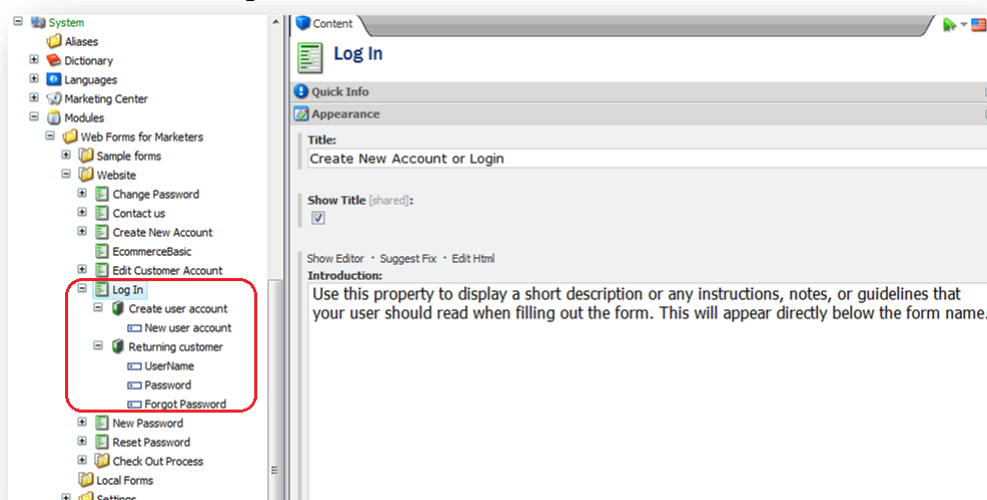 System
Aliases
Dictionary
Languages
Marketing Center
Modules
Web Forms for Marketers
Sample forms
Website
Change Password
Contact us
Create New Account
EcommerceBasic
Edit Customer Account
Log In
Create user account
New user account
Returning customer
UserName
Password
Forgot Password
New Password
Reset Password
Check Out Process
Local Forms
Settings
Content
Log In
Quick Info
Appearance
Title:
Create New Account or Login
Show Title [shared]:
Show Editor · Suggest Fix · Edit Html
Introduction:
Use this property to display a short description or any instructions, notes, or guidelines that
your user should read when filling out the form. This will appear directly below the form name.